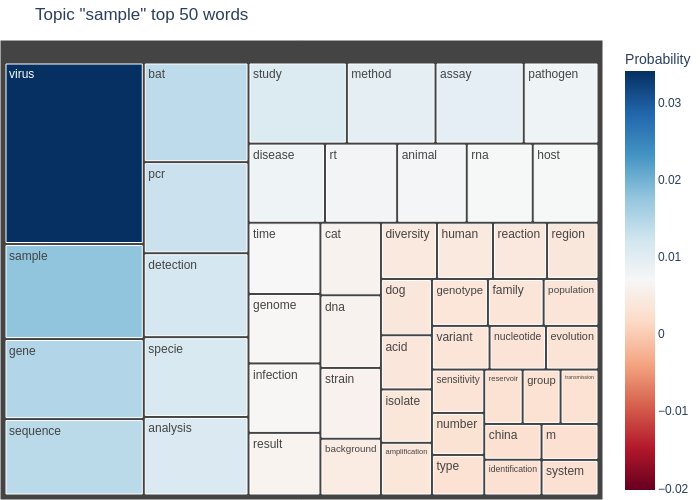 Topic "sample" top 50 words
Probability
virus
sample
gene
sequence
bat
pcr
detection
specie
analysis
study
method
assay
pathogen
disease
rt
animal
rna
host
time
genome
infection
result
cat
dna
strain
background
diversity
human
reaction
region
dog
acid
isolate
amplification
genotype
family
population
variant
nucleotide
evolution
sensitivity
reservoir
group
transmission
number
china
m
type
identification
system
0.03
0.02
0.01
0
−0.01
−0.02